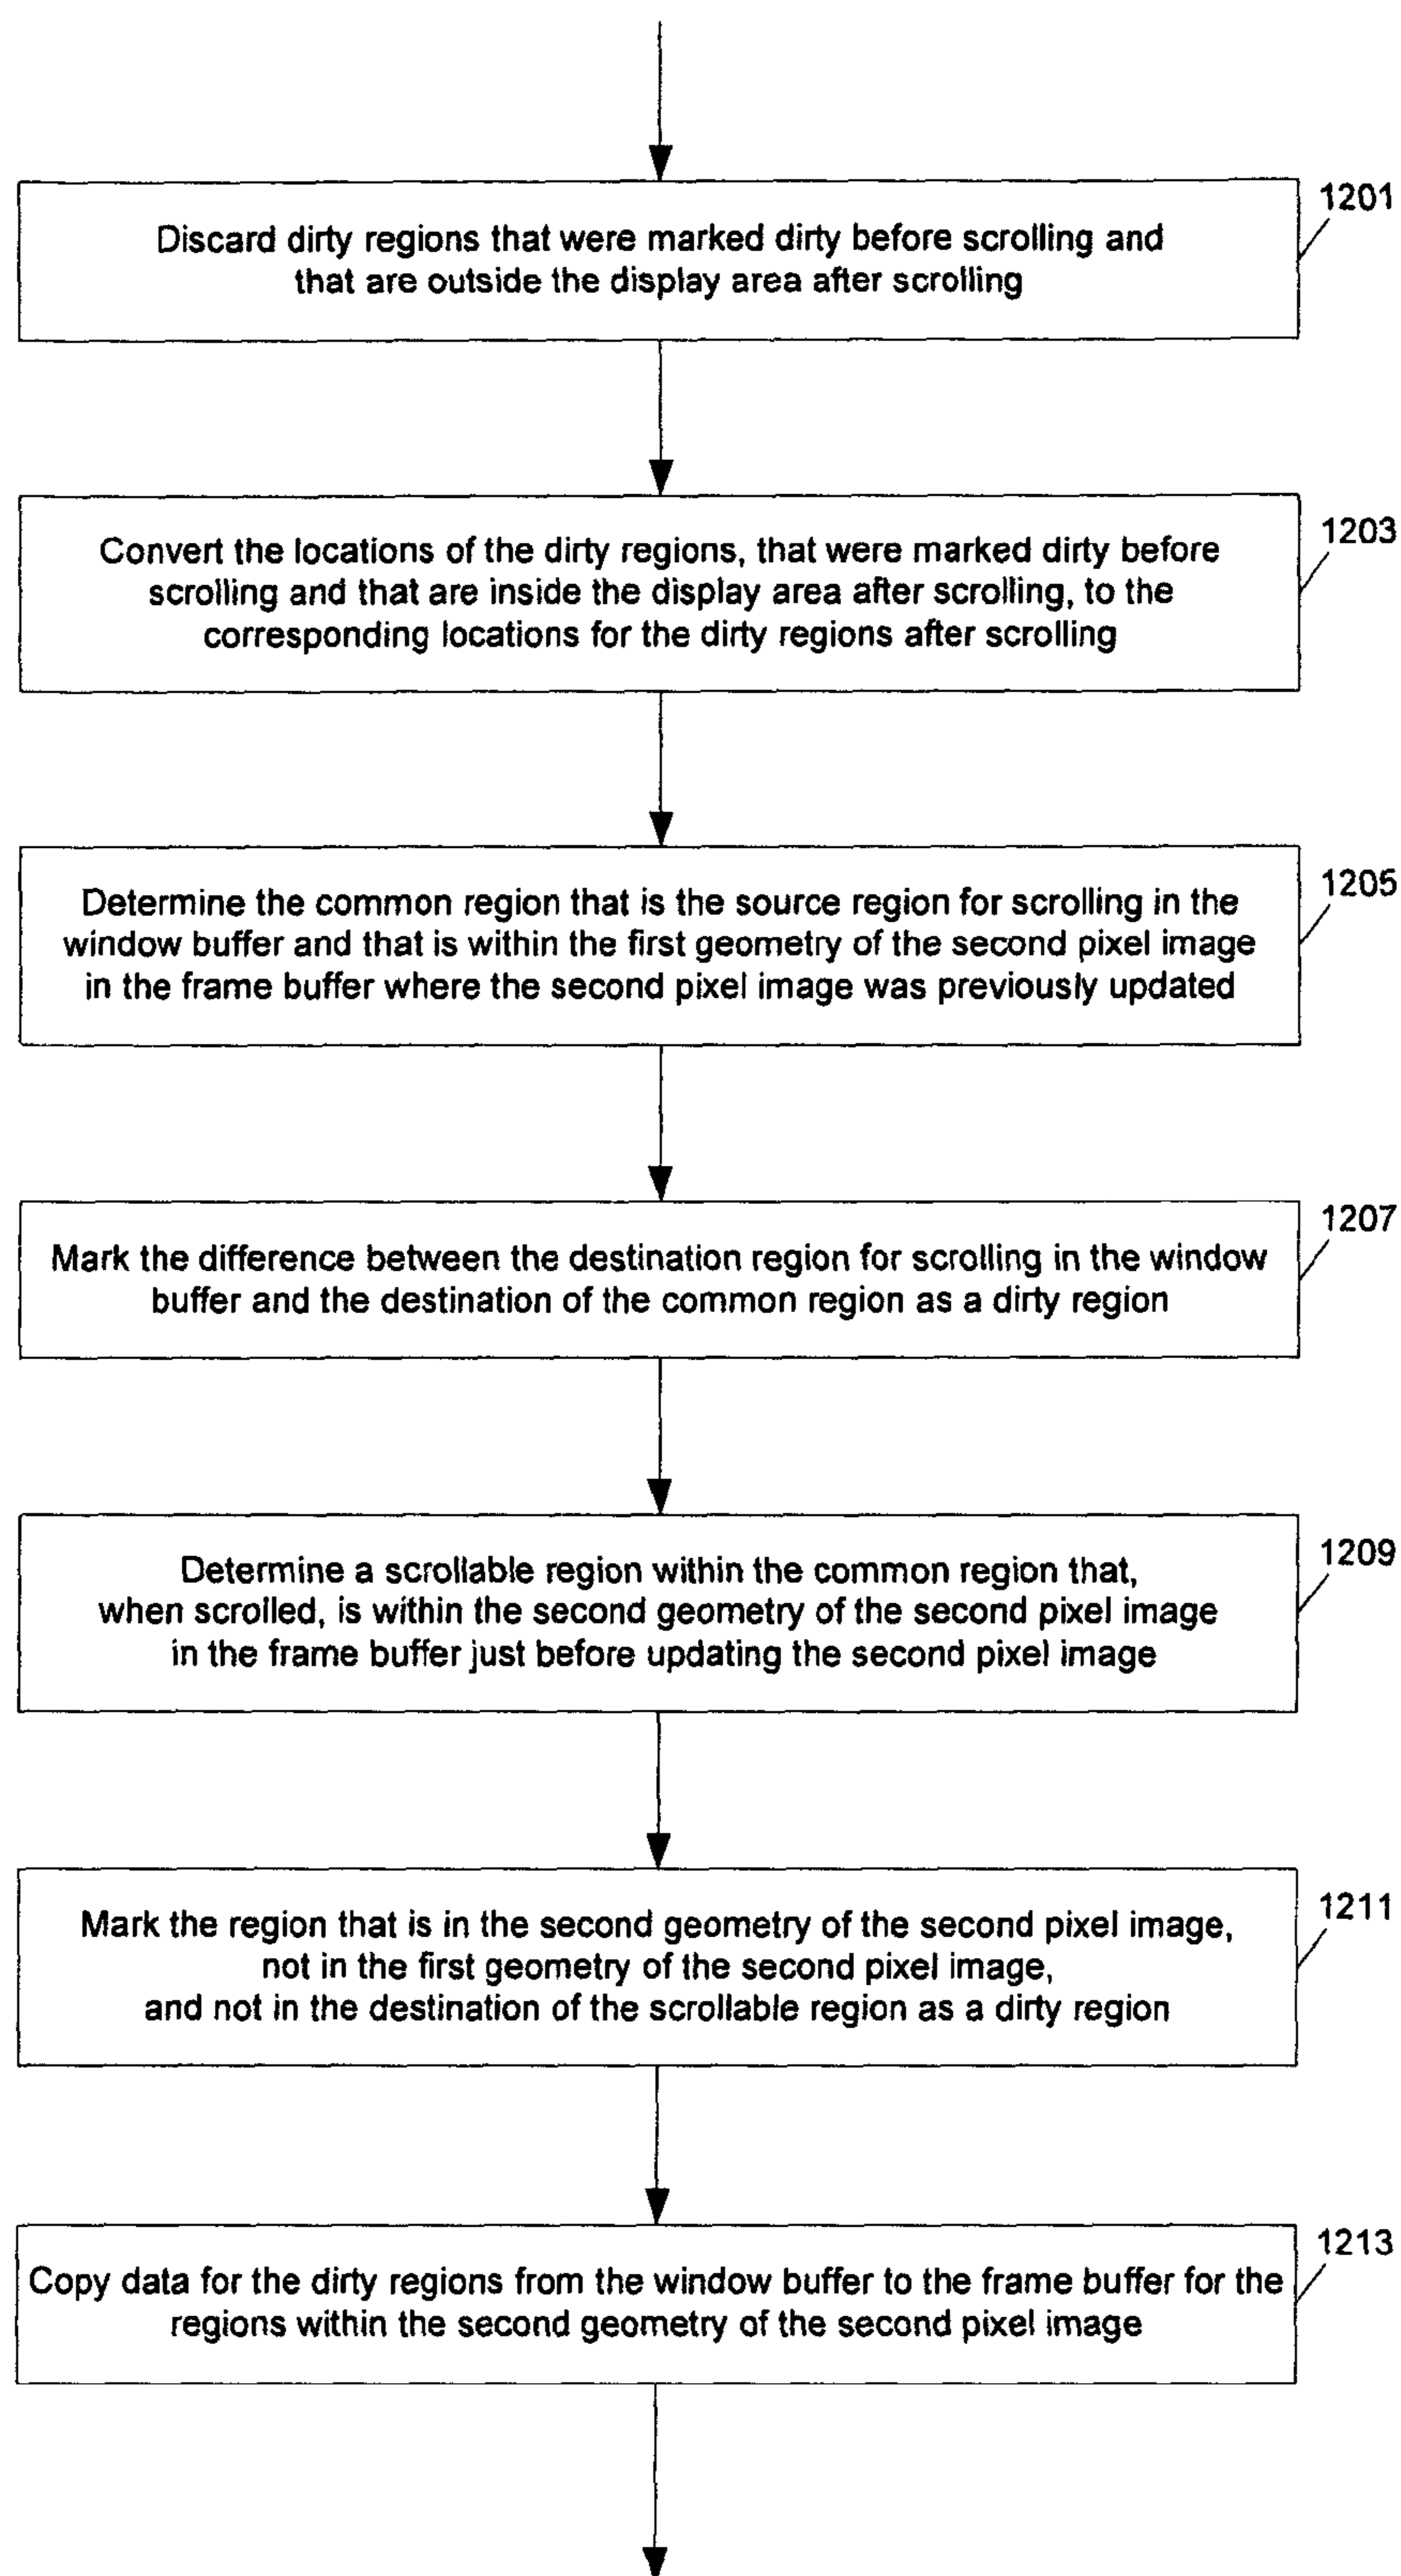 1201
Discard dirty regions that were marked dirty before scrolling and
that are outside the display area after scrolling
1203
Convert the locations of the dirty regions, that were marked dirty before
scrolling and that are inside the display area after scrolling, to the
corresponding locations for the dirty regions after scrolling
1205
Determine the common region that is the source region for scrolling in the
window buffer and that is within the first geometry of the second pixel image
in the frame buffer where the second pixel image was previously updated
1207
Mark the difference between the destination region for scrolling in the window
buffer and the destination of the common region as a dirty region
1209
Determine a scrollable region within the common region that,
when scrolled, is within the second geometry of the second pixel image
in the frame buffer just before updating the second pixel image
1211
Mark the region that is in the second geometry of the second pixel image,
not in the first geometry of the second pixel image,
and not in the destination of the scrollable region as a dirty region
1213
Copy data for the dirty regions from the window buffer to the frame buffer for the
regions within the second geometry of the second pixel image